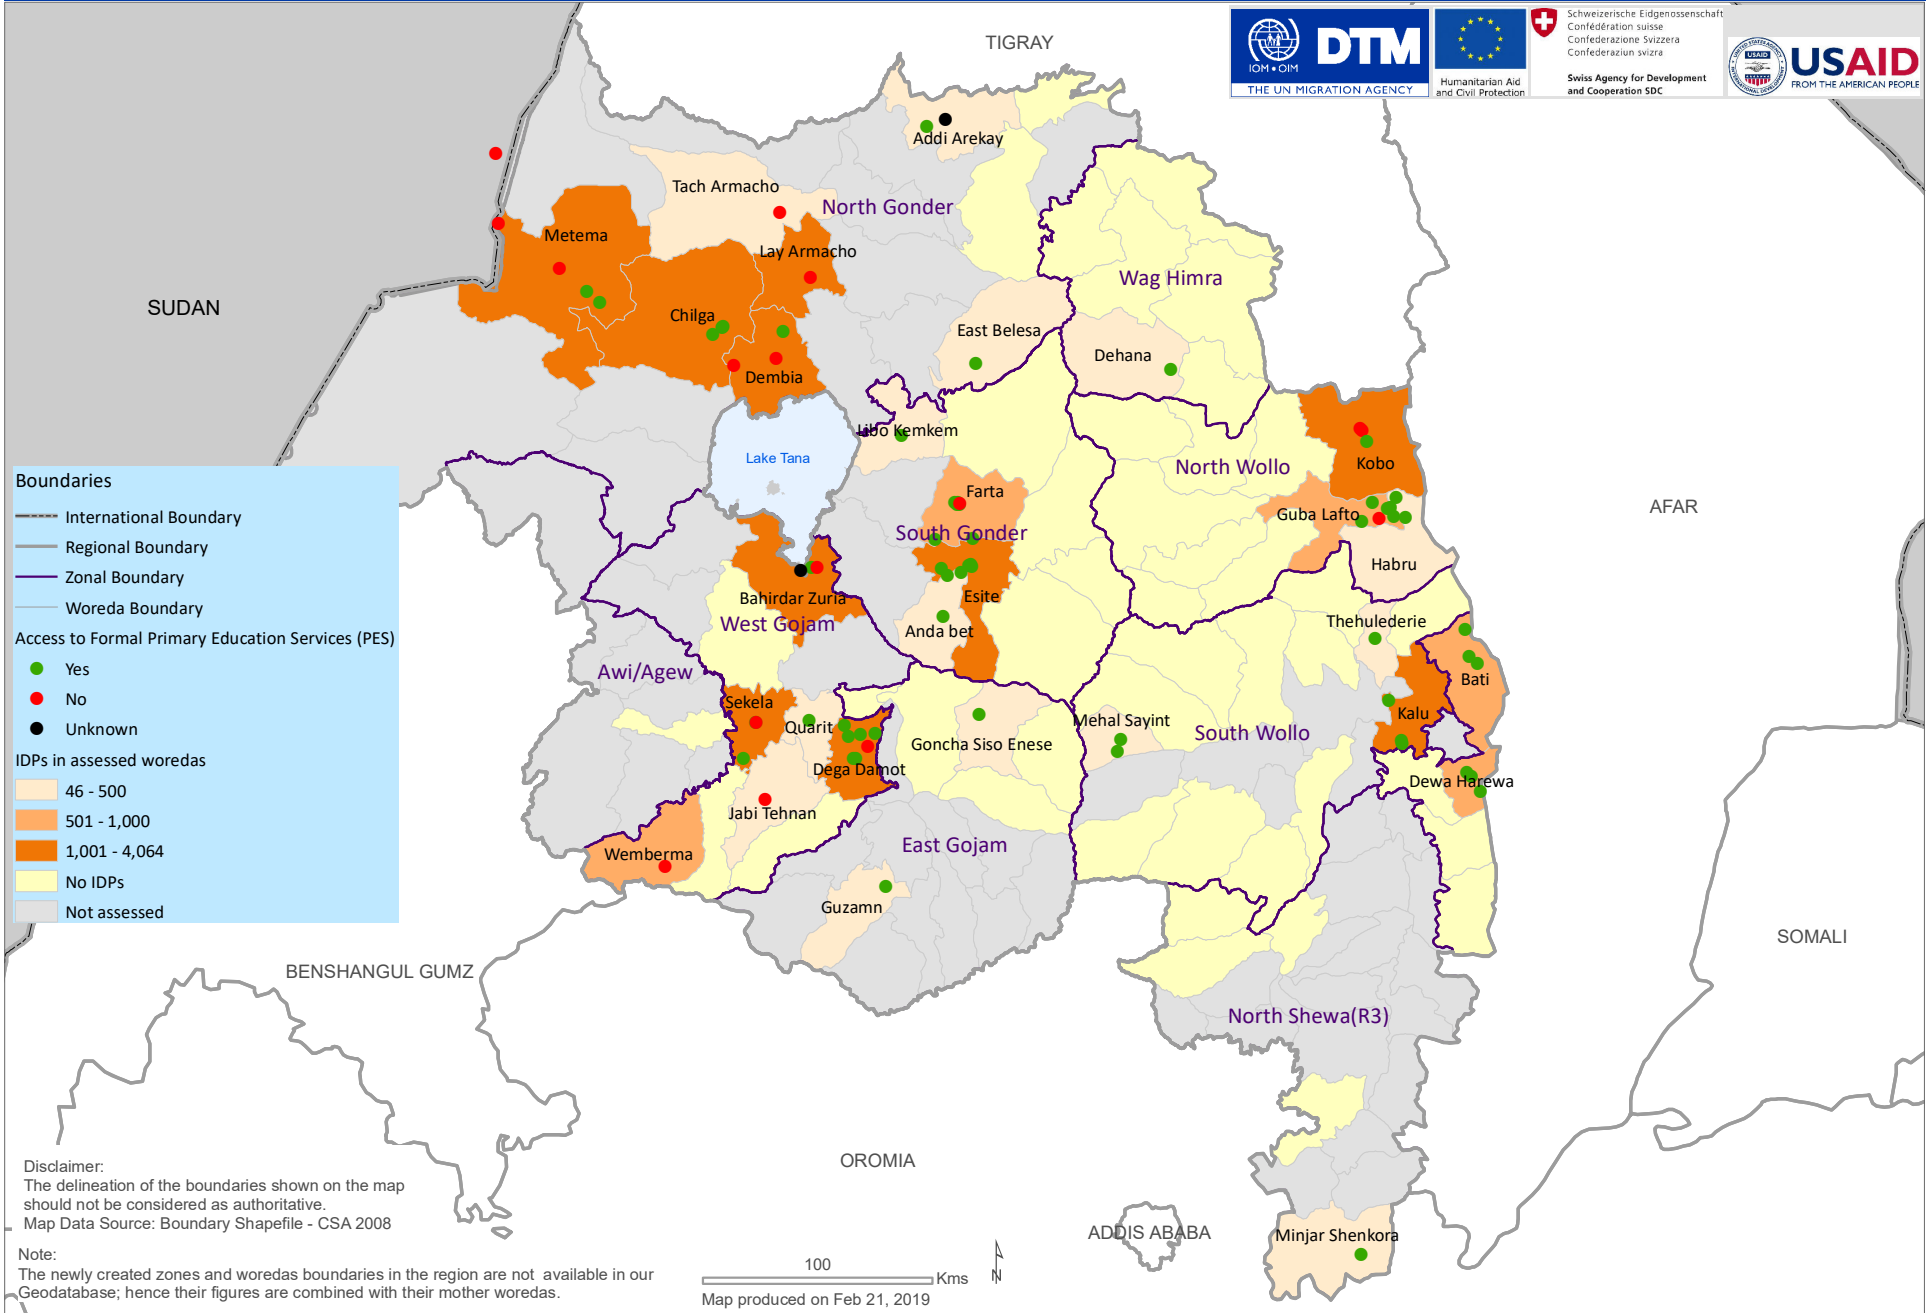 TIGRAY
IOM • OIM
DTM
THE UN MIGRATION AGENCY
Humanitarian Aid
and Civil Protection
Schweizerische Eidgenossenschaft
Confédération suisse
Confederazione Svizzera
Confederaziun svizra
Swiss Agency for Development
and Cooperation SDC
USAID
USAID
FROM THE AMERICAN PEOPLE
Addi Arekay
Tach Armacho
North Gonder
Metema
Lay Armacho
Wag Himra
SUDAN
Chilga
East Belesa
Dehana
Dembia
Libo Kemkem
Lake Tana
North Wollo
Kobo
Farta
Guba Lafto
AFAR
South Gonder
Habru
Esite
Bahirdar Zuria
West Gojam
Anda bet
Thehulederie
Awi/Agew
Bati
Sekela
Quarit
Kalu
Mehal Sayint
South Wollo
Goncha Siso Enese
Dega Damot
Dewa Harewa
Jabi Tehnan
East Gojam
Wemberma
Guzamn
SOMALI
BENSHANGUL GUMZ
North Shewa(R3)
OROMIA
ADDIS ABABA
Minjar Shenkora
Boundaries
International Boundary
Regional Boundary
Zonal Boundary
Woreda Boundary
Access to Formal Primary Education Services (PES)
Yes
No
Unknown
IDPs in assessed woredas
46 - 500
501 - 1,000
1,001 - 4,064
No IDPs
Not assessed
Disclaimer:
The delineation of the boundaries shown on the map
should not be considered as authoritative.
Map Data Source: Boundary Shapefile - CSA 2008
Note:
The newly created zones and woredas boundaries in the region are not available in our
Geodatabase; hence their figures are combined with their mother woredas.
100
Kms
N
Map produced on Feb 21, 2019